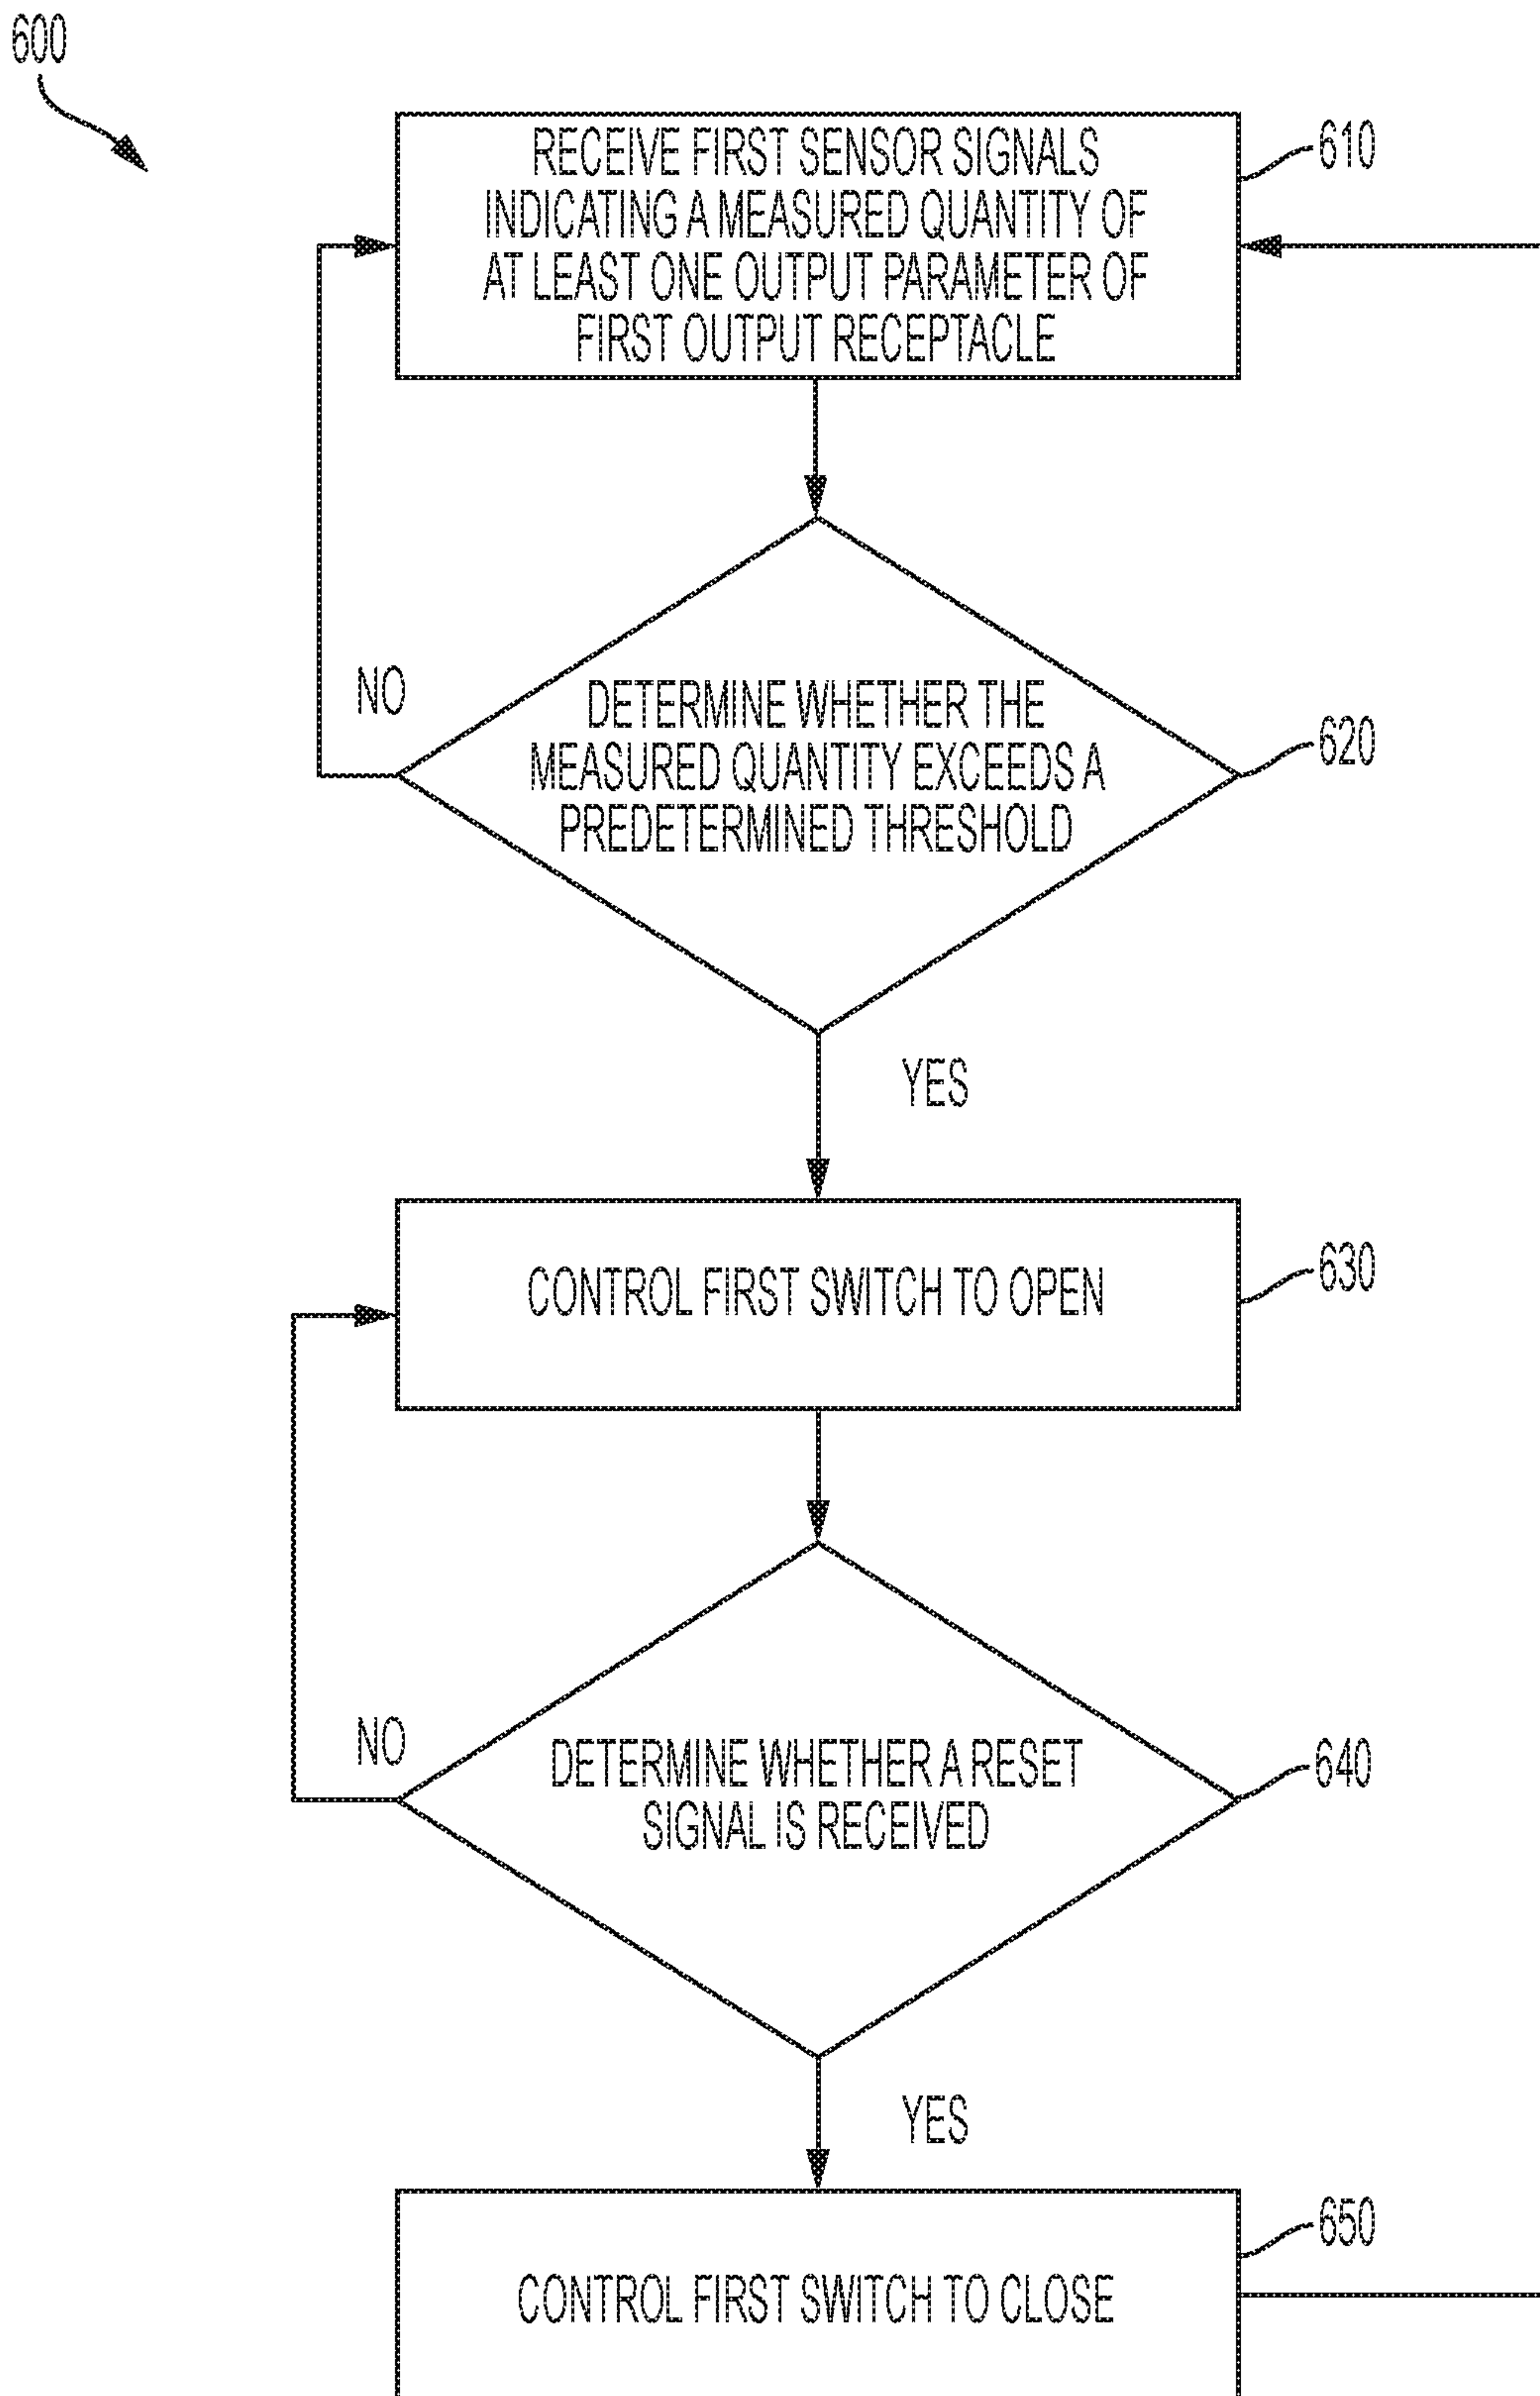 600
RECEIVE FIRST SENSOR SIGNALS
INDICATING A MEASURED QUANTITY OF
AT LEAST ONE OUTPUT PARAMETER OF
FIRST OUTPUT RECEPTACLE
610
NO
DETERMINE WHETHER THE
MEASURED QUANTITY EXCEEDS A
PREDETERMINED THRESHOLD
620
YES
CONTROL FIRST SWITCH TO OPEN
630
NO
DETERMINE WHETHER A RESET
SIGNAL IS RECEIVED
640
YES
CONTROL FIRST SWITCH TO CLOSE
650